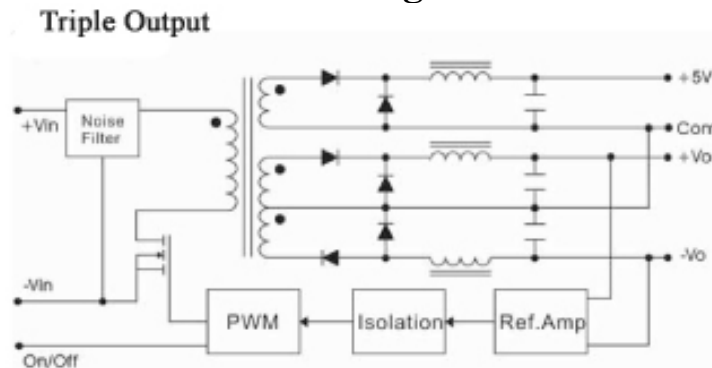 Triple Output
+Vin
Noise
Filter
-Vin
On/Off
PWM
Isolation
Ref.Amp
+5V
Com
+Vo
-Vo